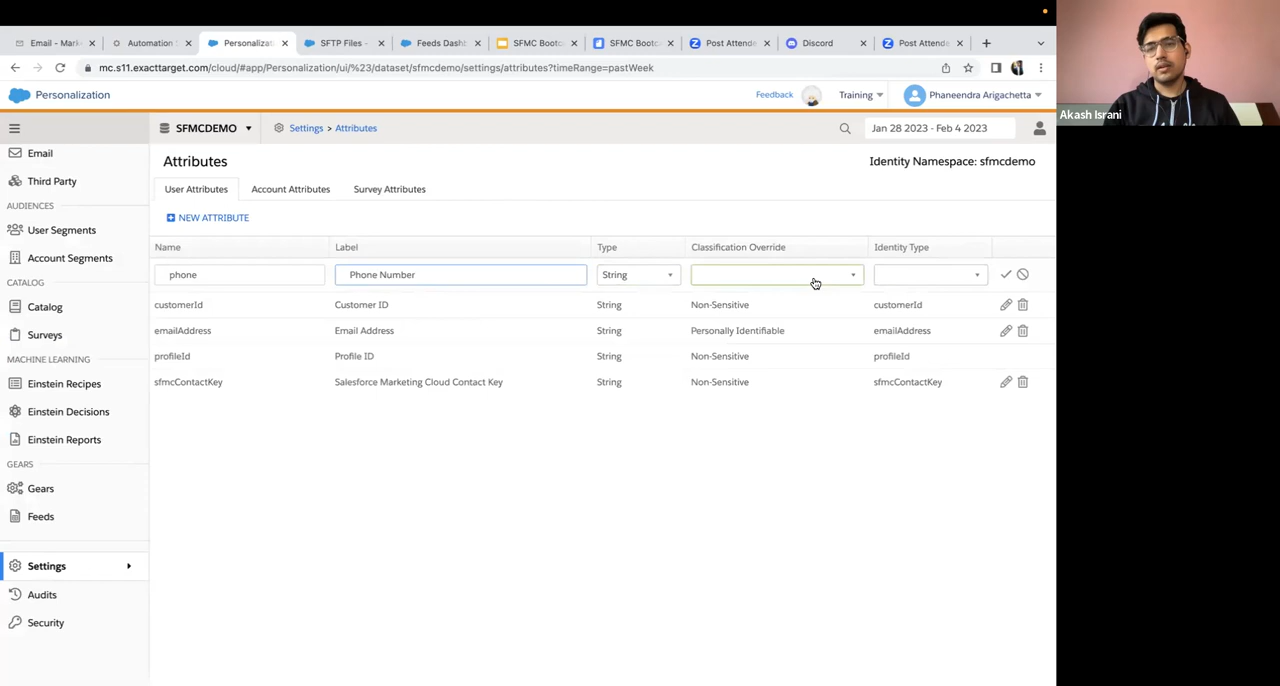 Email - Mark
Automation S
Personalizati
SFTP Files -
Feeds Dashb
SFMC Bootc
SFMC Bootc
Post Attende
Discord
Post Attende
mc.s11.exacttarget.com/cloud/#app/Personalization/ui/%23/dataset/sfmcdemo/settings/attributes?timeRange=pastWeek
Personalization
Feedback
Training
Phaneendra Arigachetta
Akash Israni
SFMCDEMO
Settings > Attributes
Jan 28 2023 - Feb 4 2023
Email
Third Party
AUDIENCES
User Segments
Account Segments
CATALOG
Catalog
Surveys
MACHINE LEARNING
Einstein Recipes
Einstein Decisions
Einstein Reports
GEARS
Gears
Feeds
Settings
Audits
Security
Attributes
Identity Namespace: sfmcdemo
User Attributes Account Attributes Survey Attributes
NEW ATTRIBUTE
Name Label Type Classification Override Identity Type
phone Phone Number String
customerId Customer ID String Non-Sensitive customerId
emailAddress Email Address String Personally Identifiable emailAddress
profileId Profile ID String Non-Sensitive profileId
sfmcContactKey Salesforce Marketing Cloud Contact Key String Non-Sensitive sfmcContactKey